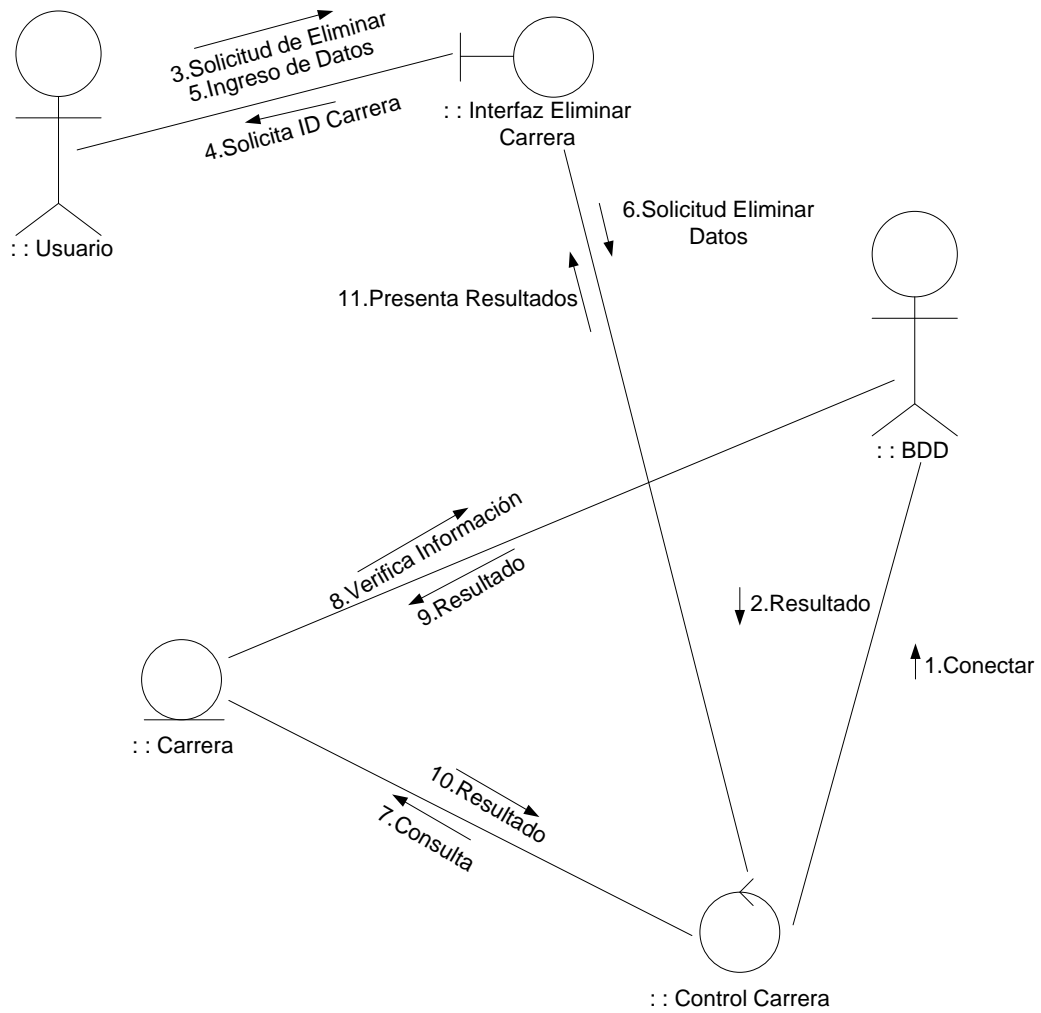 3.Solicitud de Eliminar
5.Ingreso de Datos
4.Solicita ID Carrera
: : Interfaz Eliminar
Carrera
: : Usuario
6.Solicitud Eliminar
Datos
11.Presenta Resultados
: : BDD
8.Verifica Información
9.Resultado
2.Resultado
1.Conectar
: : Carrera
10.Resultado
7.Consulta
: : Control Carrera